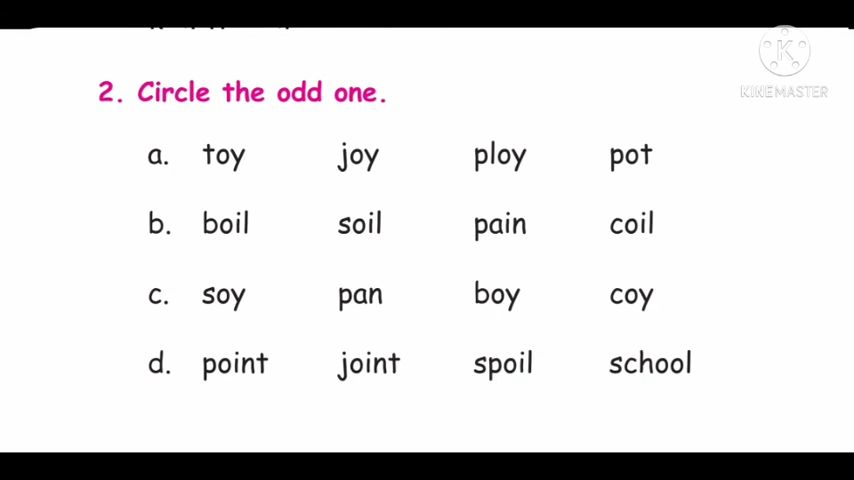 KINEMASTER
2. Circle the odd one.
a. toy joy ploy pot
b. boil soil pain coil
c. soy pan boy coy
d. point joint spoil school